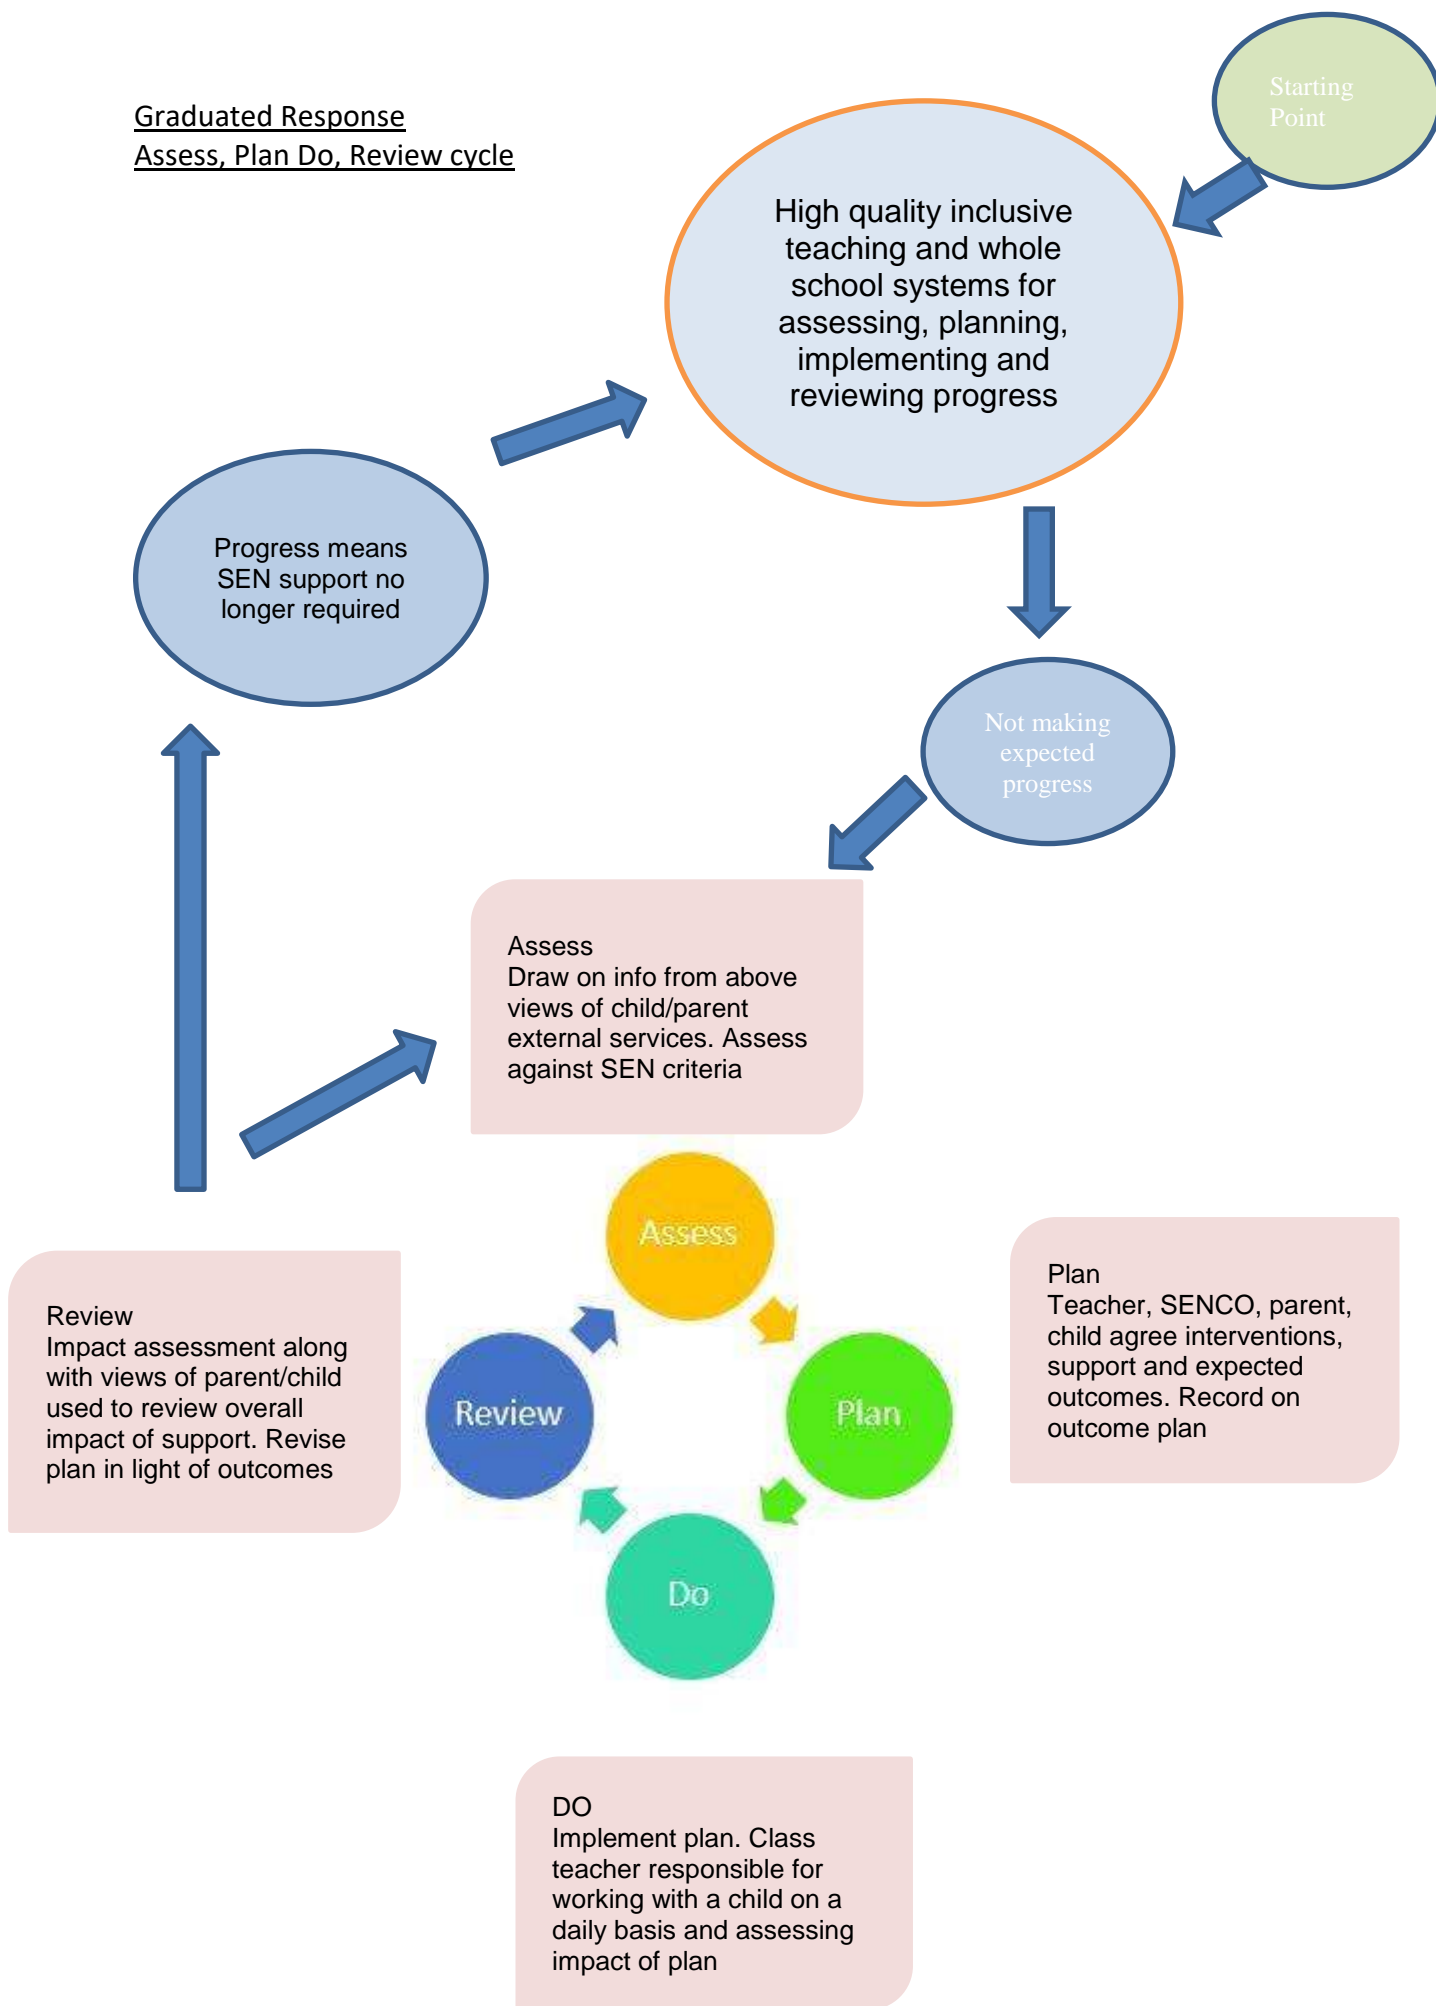 Graduated Response
Assess, Plan Do, Review cycle
Starting
Point
High quality inclusive
teaching and whole
school systems for
assessing, planning,
implementing and
reviewing progress
Progress means
SEN support no
longer required
Not making
expected
progress
Assess
Draw on info from above
views of child/parent
external services. Assess
against SEN criteria
Assess
Plan
Do
Review
Plan
Teacher, SENCO, parent,
child agree interventions,
support and expected
outcomes. Record on
outcome plan
Review
Impact assessment along
with views of parent/child
used to review overall
impact of support. Revise
plan in light of outcomes
DO
Implement plan. Class
teacher responsible for
working with a child on a
daily basis and assessing
impact of plan